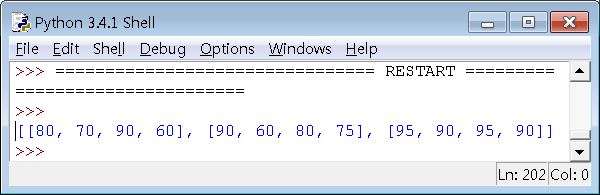 Python 3.4.1 Shell
File Edit Shell Debug Options Windows Help
>>> ================================ RESTART =========
=======================
>>>
[[80, 70, 90, 60], [90, 60, 80, 75], [95, 90, 95, 90]]
>>>
Ln: 202 Col: 0